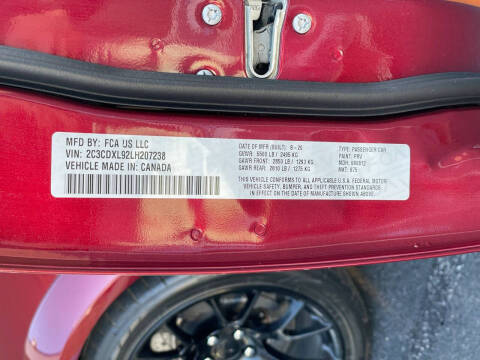 MFD BY: FCA US LLC
VIN: 2C3CDXL92LH207238
VEHICLE MADE IN: CANADA
DATE OF MFR (BUILT): 8-20
GVWR: 5500 LB / 2495 KG
GAWR FRONT: 2850 LB / 1293 KG
GAWR REAR: 2810 LB / 1275 KG
TYPE: PASSENGER CAR
PAINT: PRV
MDH: 080612
THIS VEHICLE CONFORMS TO ALL APPLICABLE U.S.A. FEDERAL MOTOR
VEHICLE SAFETY, BUMPER, AND THEFT PREVENTION STANDARDS
IN EFFECT ON THE DATE OF MANUFACTURE SHOWN ABOVE.